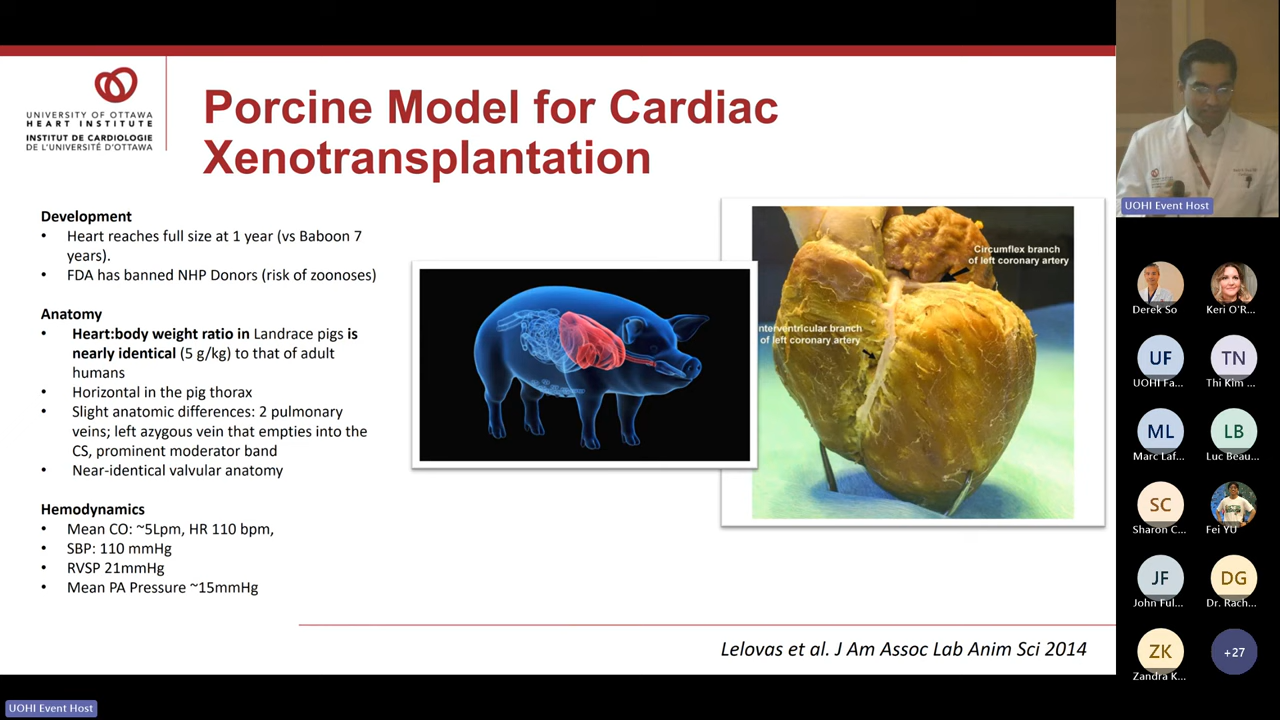 UNIVERSITY OF OTTAWA
HEART INSTITUTE
INSTITUT DE CARDIOLOGIE
DE L'UNIVERSITÉ D'OTTAWA
Porcine Model for Cardiac
Xenotransplantation
Development
• Heart reaches full size at 1 year (vs Baboon 7
years).
• FDA has banned NHP Donors (risk of zoonoses)
Anatomy
• Heart:body weight ratio in Landrace pigs is
nearly identical (5 g/kg) to that of adult
humans
• Horizontal in the pig thorax
• Slight anatomic differences: 2 pulmonary
veins; left azygous vein that empties into the
CS, prominent moderator band
• Near-identical valvular anatomy
Hemodynamics
• Mean CO: ~5Lpm, HR 110 bpm,
• SBP: 110 mmHg
• RVSP 21mmHg
• Mean PA Pressure ~15mmHg
Circumflex branch
of left coronary artery
nterventricular branch
of left coronary artery
Lelovas et al. J Am Assoc Lab Anim Sci 2014
UOHI Event Host
Derek So
Keri O'R...
UF
UOHI Fa...
TN
Thi Kim ...
ML
Marc Laf...
LB
Luc Beau...
SC
Sharon C...
Fei YU
JF
John Ful...
DG
Dr. Rach...
ZK
Zandra K...
+27
UOHI Event Host